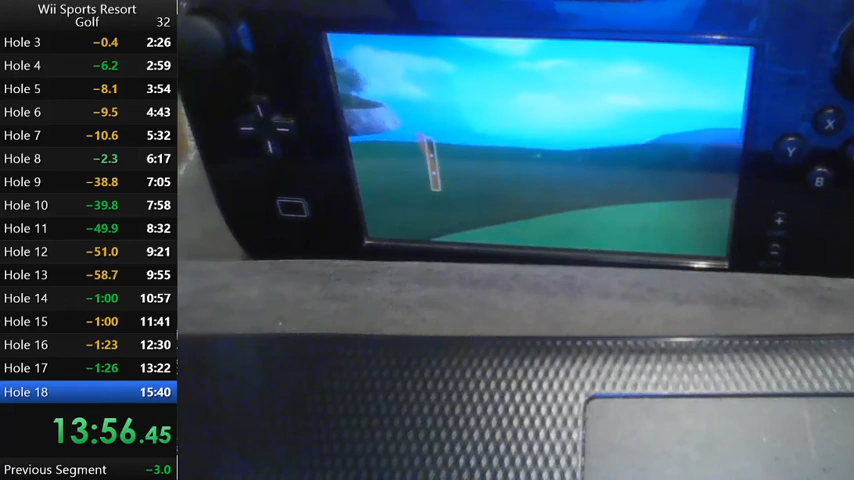 Wii Sports Resort
Golf 32
Hole 3 −0.4 2:26
Hole 4 −6.2 2:59
Hole 5 −8.1 3:54
Hole 6 −9.5 4:43
Hole 7 −10.6 5:32
Hole 8 −2.3 6:17
Hole 9 −38.8 7:05
Hole 10 −39.8 7:58
Hole 11 −49.9 8:32
Hole 12 −51.0 9:21
Hole 13 −58.7 9:55
Hole 14 −1:00 10:57
Hole 15 −1:00 11:41
Hole 16 −1:23 12:30
Hole 17 −1:26 13:22
Hole 18 15:40
13:56.45
Previous Segment −3.0
X
Y
B